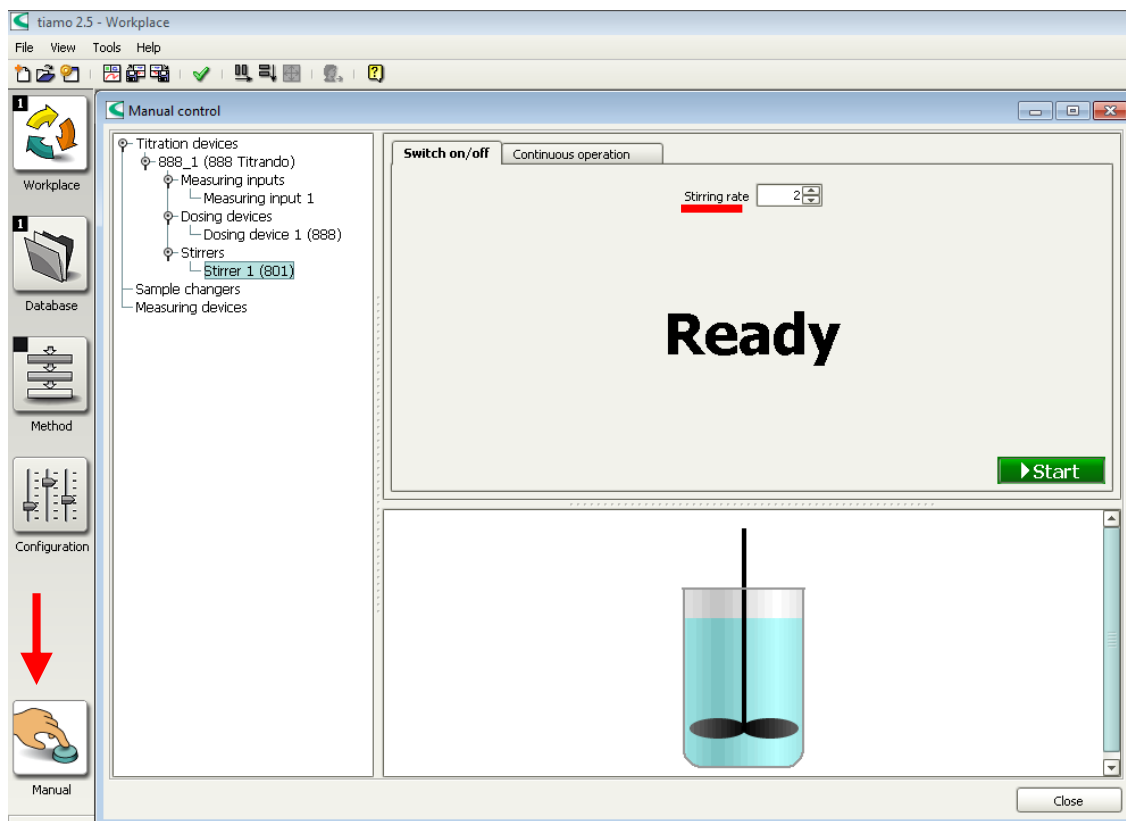 tiamo 2.5 - Workplace
File View Tools Help
1
Workplace
1
Database
Method
Configuration
Manual
Manual control
Titration devices
888_1 (888 Titrando)
Measuring inputs
Measuring input 1
Dosing devices
Dosing device 1 (888)
Stirrers
Stirrer 1 (801)
Sample changers
Measuring devices
Switch on/off Continuous operation
Stirring rate 2
Ready
Start
Close